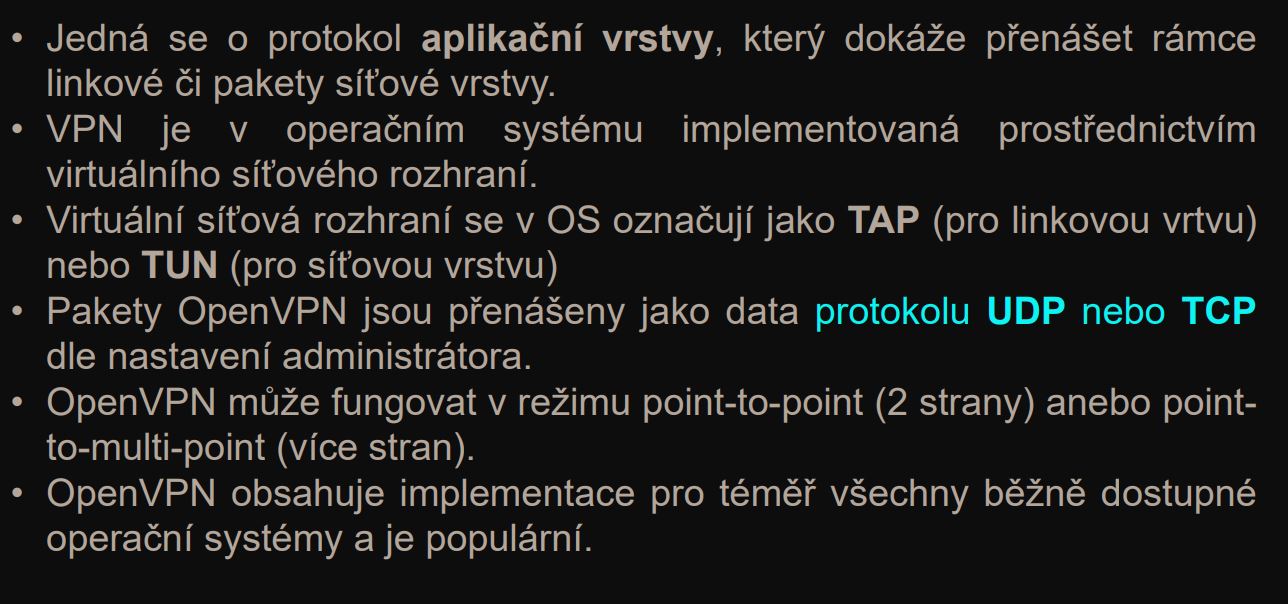 • Jedná se o protokol aplikační vrstvy, který dokáže přenášet rámce
linkové či pakety síťové vrstvy.
• VPN je v operačním systému implementovaná prostřednictvím
virtuálního síťového rozhraní.
• Virtuální síťová rozhraní se v OS označují jako TAP (pro linkovou vrtvu)
nebo TUN (pro síťovou vrstvu)
• Pakety OpenVPN jsou přenášeny jako data protokolu UDP nebo TCP
dle nastavení administrátora.
• OpenVPN může fungovat v režimu point-to-point (2 strany) anebo point-
to-multi-point (více stran).
• OpenVPN obsahuje implementace pro téměř všechny běžně dostupné
operační systémy a je populární.